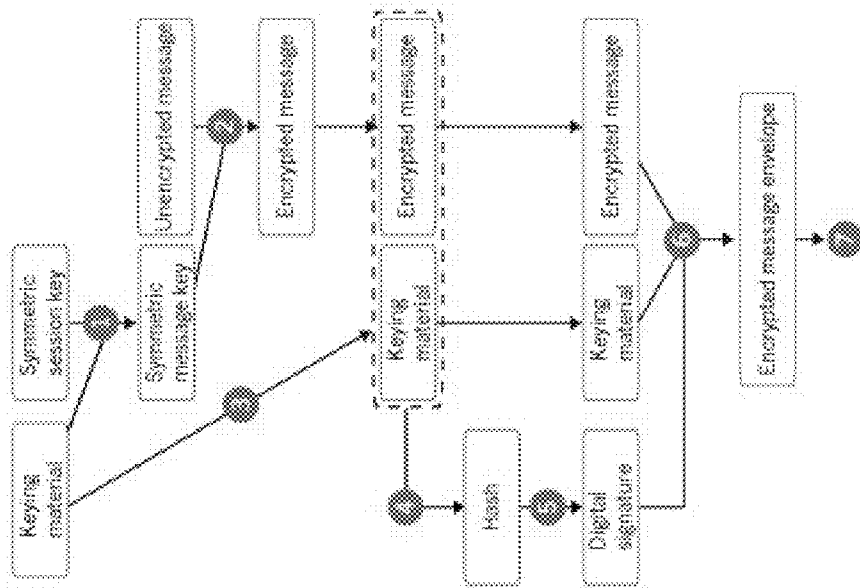 Keying
material
Symmetric
session key
Symmetric
message key
Unencrypted message
Encrypted message
Keying
material
Encrypted message
Hash
Digital
signature
Keying
material
Encrypted message
Encrypted message envelope